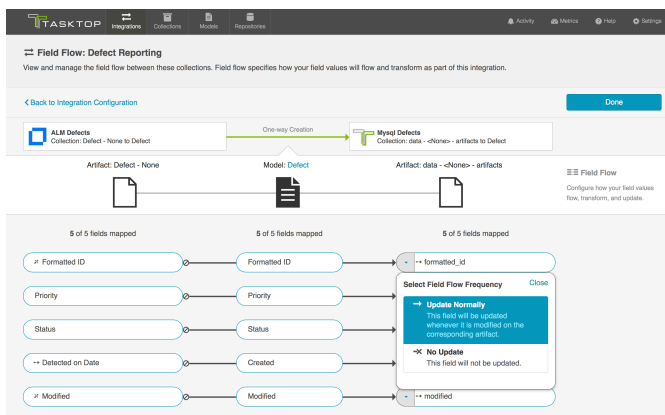 TASKTOP
Integrations
Collections
Models
Repositories
Activity
Metrics
Help
Settings
Field Flow: Defect Reporting
View and manage the field flow between these collections. Field flow specifies how your field values will flow and transform as part of this integration.
Back to Integration Configuration
Done
ALM Defects
Collection: Defect - None to Defect
One-way Creation
Mysql Defects
Collection: data - <None> - artifacts to Defect
Artifact: Defect - None
Model: Defect
Artifact: data - <None> - artifacts
Field Flow
Configure how your field values
flow, transform, and update.
5 of 5 fields mapped
5 of 5 fields mapped
5 of 5 fields mapped
Formatted ID
Formatted ID
formatted_id
Priority
Priority
Status
Status
Detected on Date
Created
Modified
Modified
modified
Select Field Flow Frequency
Close
Update Normally
This field will be updated
whenever it is modified on the
corresponding artifact.
No Update
This field will not be updated.